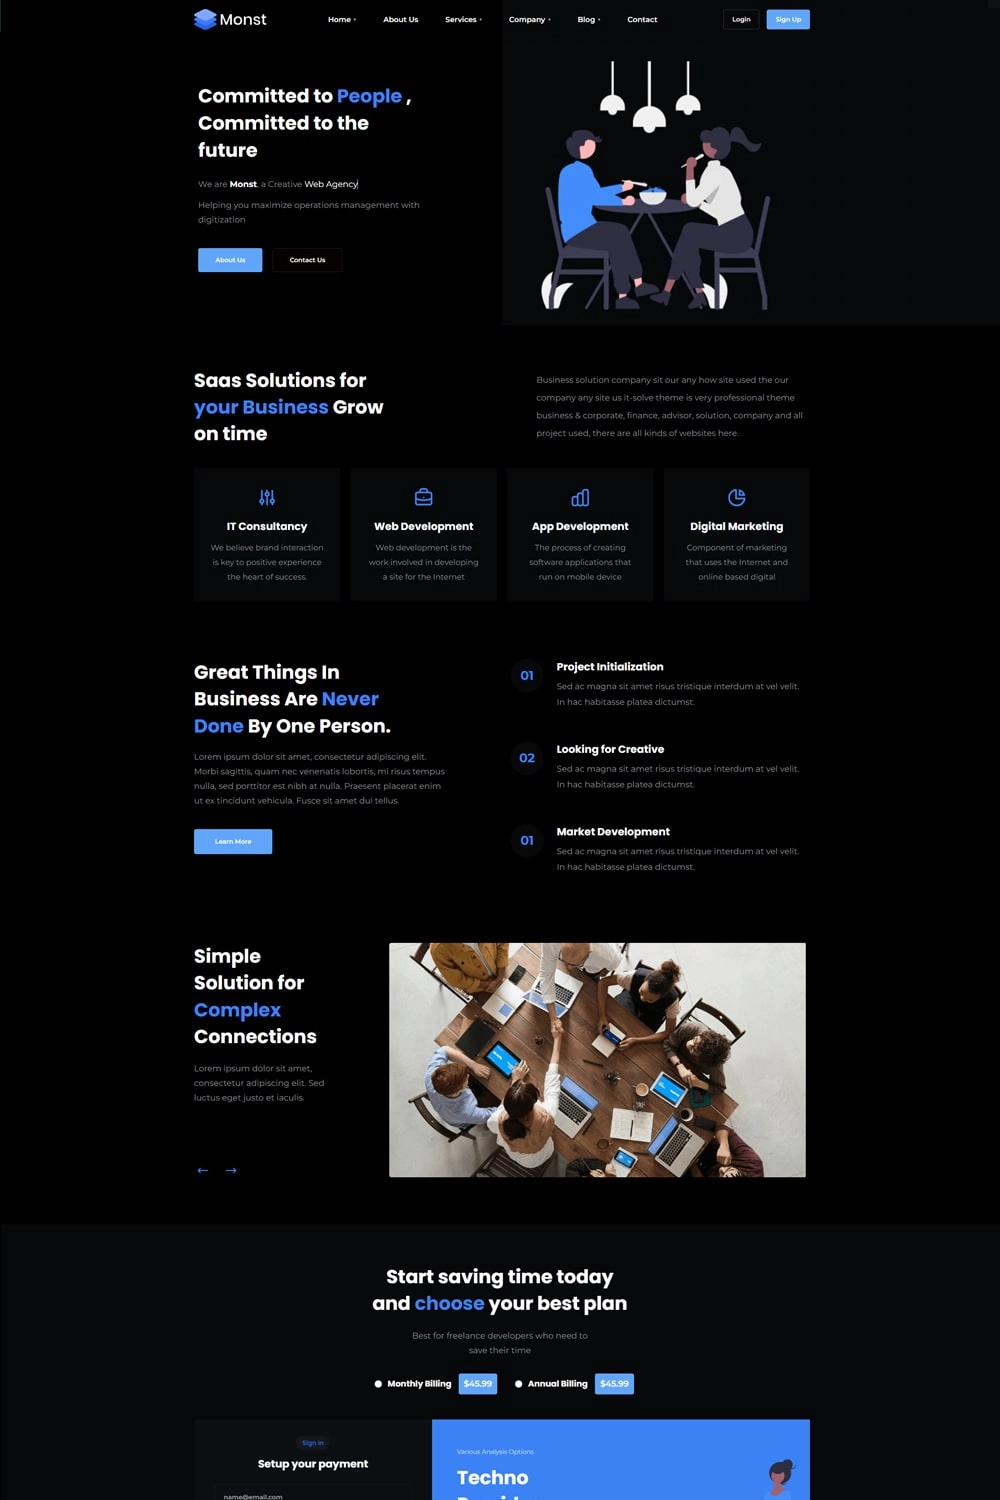 Monst
Home
About Us
Services
Company
Blog
Contact
Login
Sign Up
Committed to People ,
Committed to the
future
We are Monst, a Creative Web Agency
Helping you maximize operations management with
digitization
About Us
Contact Us
Saas Solutions for
your Business Grow
on time
Business solution company sit our any how site used the our
company any site us it-solve theme is very professional theme
business & corporate, finance, advisor, solution, company and all
project used, there are all kinds of websites here.
IT Consultancy
We believe brand interaction
is key to positive experience
the heart of success.
Web Development
Web development is the
work involved in developing
a site for the Internet
App Development
The process of creating
software applications that
run on mobile device
Digital Marketing
Component of marketing
that uses the Internet and
online based digital
Great Things In
Business Are Never
Done By One Person.
Lorem ipsum dolor sit amet, consectetur adipiscing elit.
Morbi sagittis, quam nec venenatis lobortis, mi risus tempus
nulla, sed porttitor est nibh at nulla. Praesent placerat enim
ut ex tincidunt vehicula. Fusce sit amet dui tellus.
Learn More
01
Project Initialization
Sed ac magna sit amet risus tristique interdum at vel velit.
In hac habitasse platea dictumst.
02
Looking for Creative
Sed ac magna sit amet risus tristique interdum at vel velit.
In hac habitasse platea dictumst.
01
Market Development
Sed ac magna sit amet risus tristique interdum at vel velit.
In hac habitasse platea dictumst.
Simple
Solution for
Complex
Connections
Lorem ipsum dolor sit amet,
consectetur adipiscing elit. Sed
luctus eget justo et iaculis.
Start saving time today
and choose your best plan
Best for freelance developers who need to
save their time
Monthly Billing $45.99
Annual Billing $45.99
Sign in
Setup your payment
name@email.com
Various Analysis Options
Techno